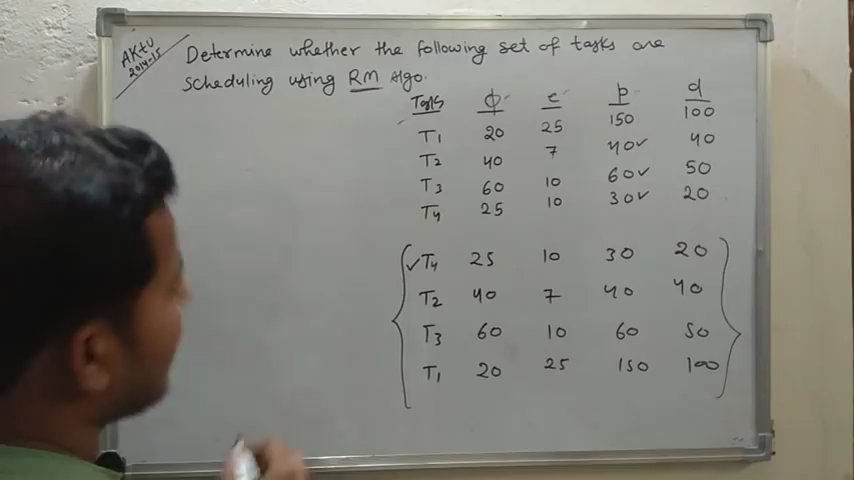 AKTU
2014-15
Determine whether the following set of tasks are
scheduling using RM Algo.
Tasks ϕ e p d
T1 20 25 150 100
T2 40 7 40✓ 40
T3 60 10 60✓ 50
T4 25 10 30✓ 20
✓T4 25 10 30 20
T2 40 7 40 40
T3 60 10 60 50
T1 20 25 150 100